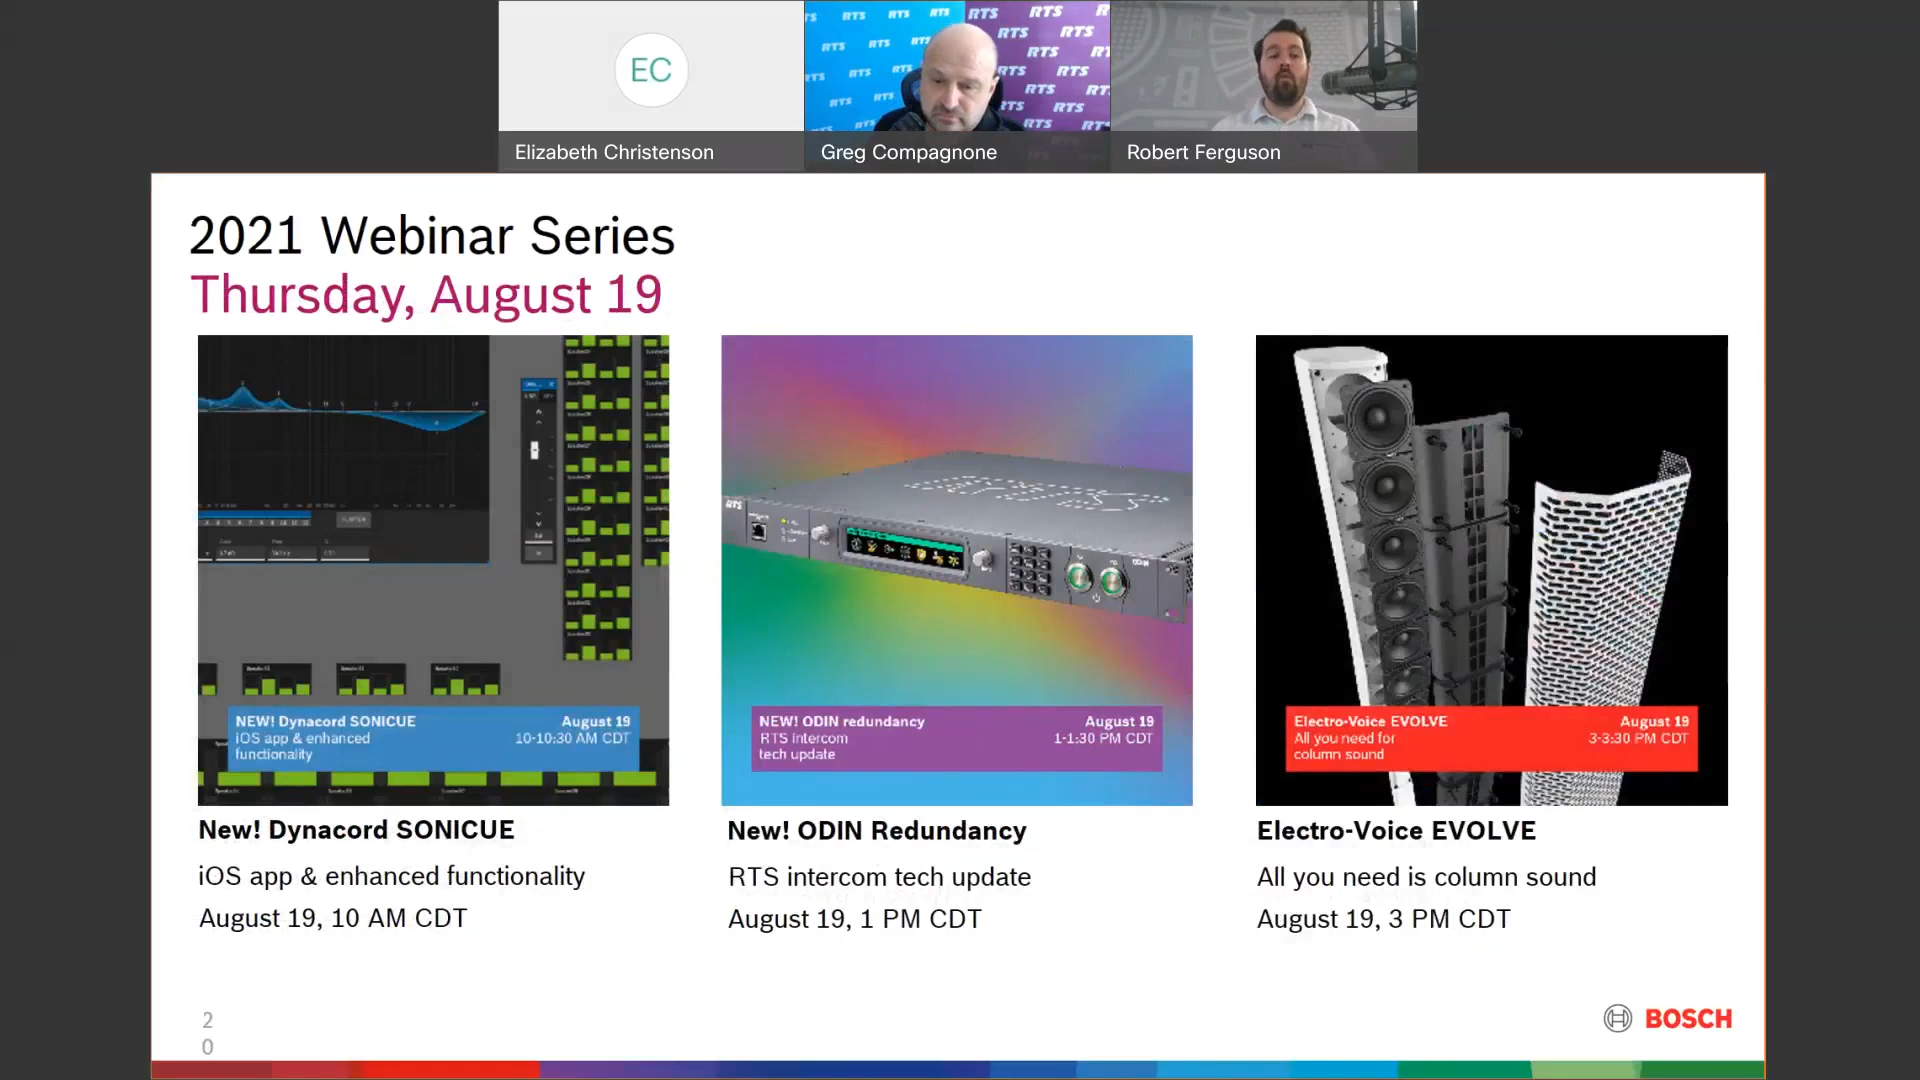 EC
Elizabeth Christenson
Greg Compagnone
Robert Ferguson
2021 Webinar Series
Thursday, August 19
NEW! Dynacord SONICUE August 19
iOS app & enhanced 10-10:30 AM CDT
functionality
RTS
ODIN
NEW! ODIN redundancy August 19
RTS intercom 1-1:30 PM CDT
tech update
Electro-Voice EVOLVE August 19
All you need for 3-3:30 PM CDT
column sound
New! Dynacord SONICUE
iOS app & enhanced functionality
August 19, 10 AM CDT
New! ODIN Redundancy
RTS intercom tech update
August 19, 1 PM CDT
Electro-Voice EVOLVE
All you need is column sound
August 19, 3 PM CDT
2
0
BOSCH